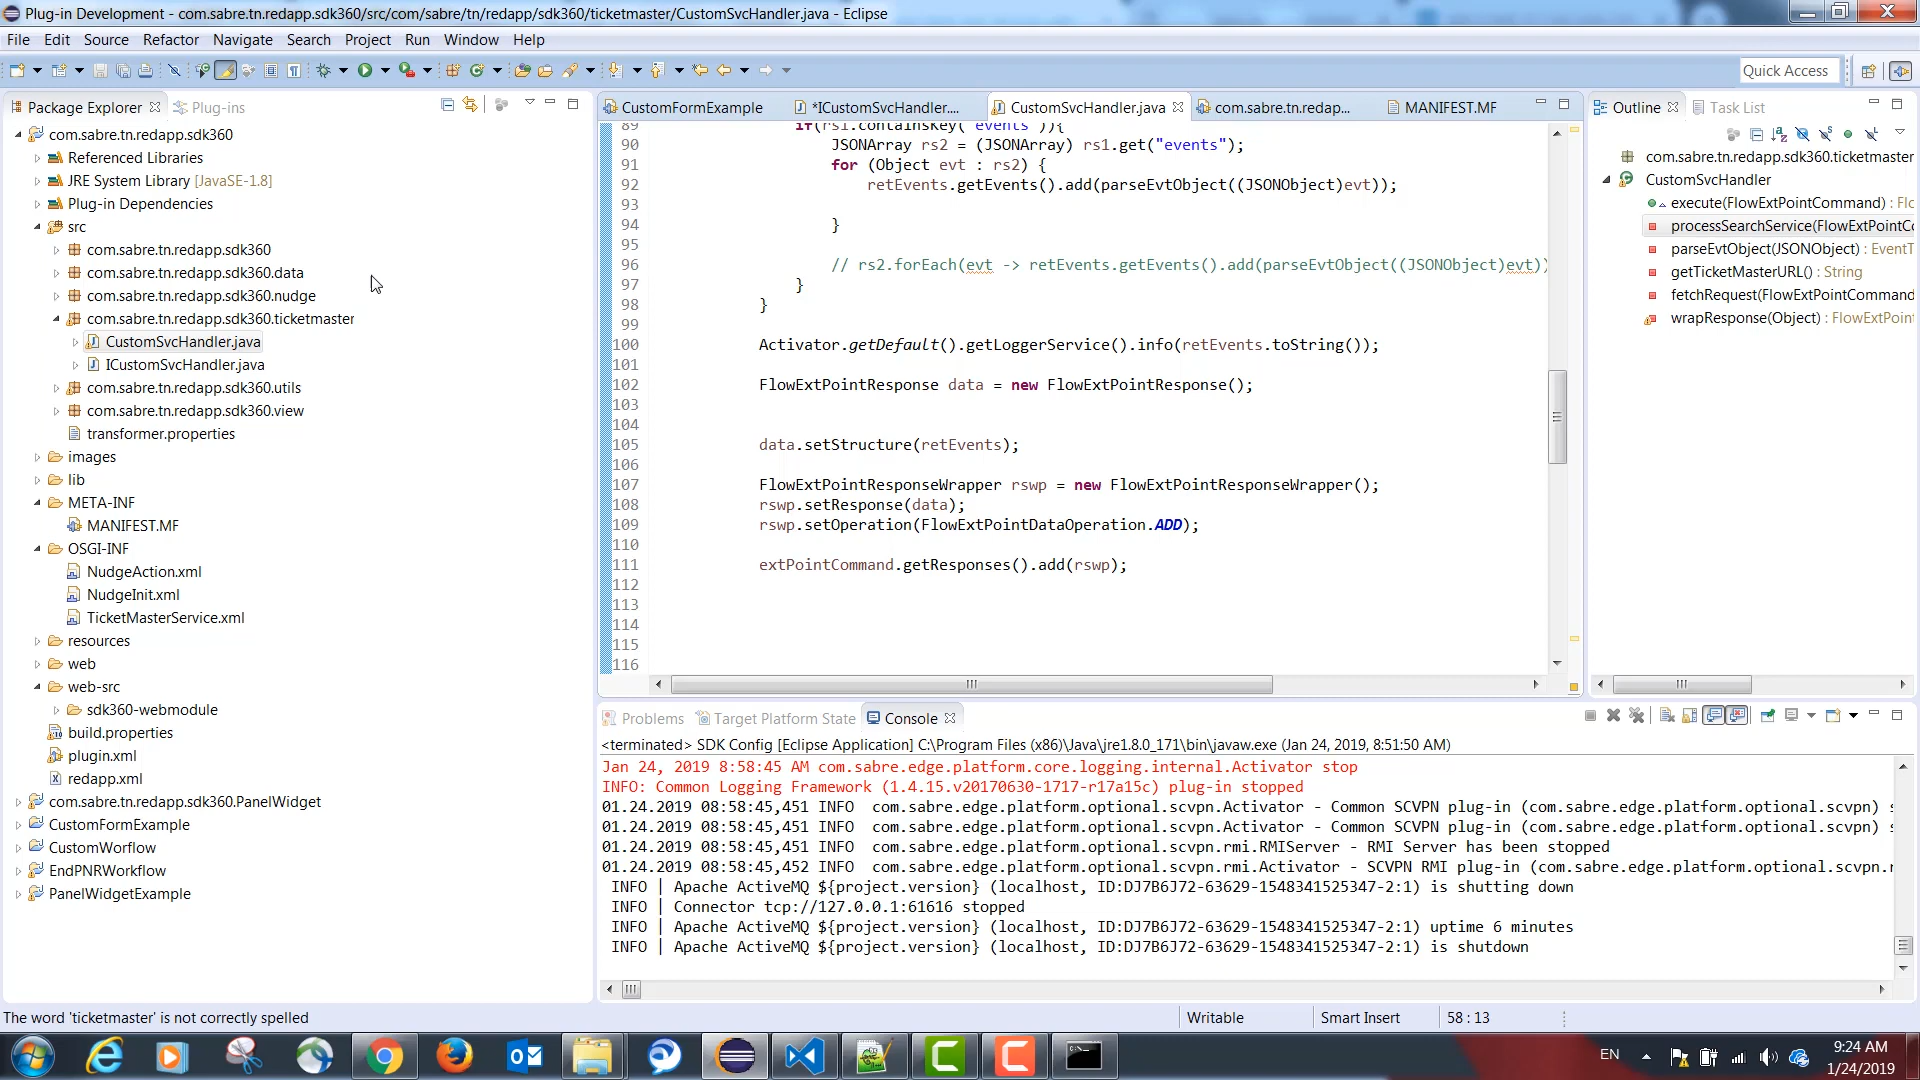 Plug-in Development - com.sabre.tn.redapp.sdk360/src/com/sabre/tn/redapp/sdk360/ticketmaster/CustomSvcHandler.java - Eclipse
File Edit Source Refactor Navigate Search Project Run Window Help
Quick Access
Package Explorer Plug-ins
com.sabre.tn.redapp.sdk360
Referenced Libraries
JRE System Library [JavaSE-1.8]
Plug-in Dependencies
src
com.sabre.tn.redapp.sdk360
com.sabre.tn.redapp.sdk360.data
com.sabre.tn.redapp.sdk360.nudge
com.sabre.tn.redapp.sdk360.ticketmaster
CustomSvcHandler.java
ICustomSvcHandler.java
com.sabre.tn.redapp.sdk360.utils
com.sabre.tn.redapp.sdk360.view
transformer.properties
images
lib
META-INF
MANIFEST.MF
OSGI-INF
NudgeAction.xml
NudgeInit.xml
TicketMasterService.xml
resources
web
web-src
sdk360-webmodule
build.properties
plugin.xml
redapp.xml
com.sabre.tn.redapp.sdk360.PanelWidget
CustomFormExample
CustomWorflow
EndPNRWorkflow
PanelWidgetExample
CustomFormExample *ICustomSvcHandler.... CustomSvcHandler.java com.sabre.tn.redap... MANIFEST.MF
89 if(rs1.containsKey("events")){
90 JSONArray rs2 = (JSONArray) rs1.get("events");
91 for (Object evt : rs2) {
92 retEvents.getEvents().add(parseEvtObject((JSONObject)evt));
93
94 }
95
96 // rs2.forEach(evt -> retEvents.getEvents().add(parseEvtObject((JSONObject)evt))
97 }
98 }
99
100 Activator.getDefault().getLoggerService().info(retEvents.toString());
101
102 FlowExtPointResponse data = new FlowExtPointResponse();
103
104
105 data.setStructure(retEvents);
106
107 FlowExtPointResponseWrapper rswp = new FlowExtPointResponseWrapper();
108 rswp.setResponse(data);
109 rswp.setOperation(FlowExtPointDataOperation.ADD);
110
111 extPointCommand.getResponses().add(rswp);
112
113
114
115
116
Outline Task List
com.sabre.tn.redapp.sdk360.ticketmaster
CustomSvcHandler
execute(FlowExtPointCommand) : Flo
processSearchService(FlowExtPointC
parseEvtObject(JSONObject) : EventT
getTicketMasterURL() : String
fetchRequest(FlowExtPointCommand
wrapResponse(Object) : FlowExtPoin
Problems Target Platform State Console
<terminated> SDK Config [Eclipse Application] C:\Program Files (x86)\Java\jre1.8.0_171\bin\javaw.exe (Jan 24, 2019, 8:51:50 AM)
Jan 24, 2019 8:58:45 AM com.sabre.edge.platform.core.logging.internal.Activator stop
INFO: Common Logging Framework (1.4.15.v20170630-1717-r17a15c) plug-in stopped
01.24.2019 08:58:45,451 INFO com.sabre.edge.platform.optional.scvpn.Activator - Common SCVPN plug-in (com.sabre.edge.platform.optional.scvpn) s
01.24.2019 08:58:45,451 INFO com.sabre.edge.platform.optional.scvpn.Activator - Common SCVPN plug-in (com.sabre.edge.platform.optional.scvpn) s
01.24.2019 08:58:45,451 INFO com.sabre.edge.platform.optional.scvpn.rmi.RMIServer - RMI Server has been stopped
01.24.2019 08:58:45,452 INFO com.sabre.edge.platform.optional.scvpn.rmi.Activator - SCVPN RMI plug-in (com.sabre.edge.platform.optional.scvpn.r
INFO | Apache ActiveMQ ${project.version} (localhost, ID:DJ7B6J72-63629-1548341525347-2:1) is shutting down
INFO | Connector tcp://127.0.0.1:61616 stopped
INFO | Apache ActiveMQ ${project.version} (localhost, ID:DJ7B6J72-63629-1548341525347-2:1) uptime 6 minutes
INFO | Apache ActiveMQ ${project.version} (localhost, ID:DJ7B6J72-63629-1548341525347-2:1) is shutdown
The word 'ticketmaster' is not correctly spelled
Writable Smart Insert 58 : 13
EN
9:24 AM
1/24/2019